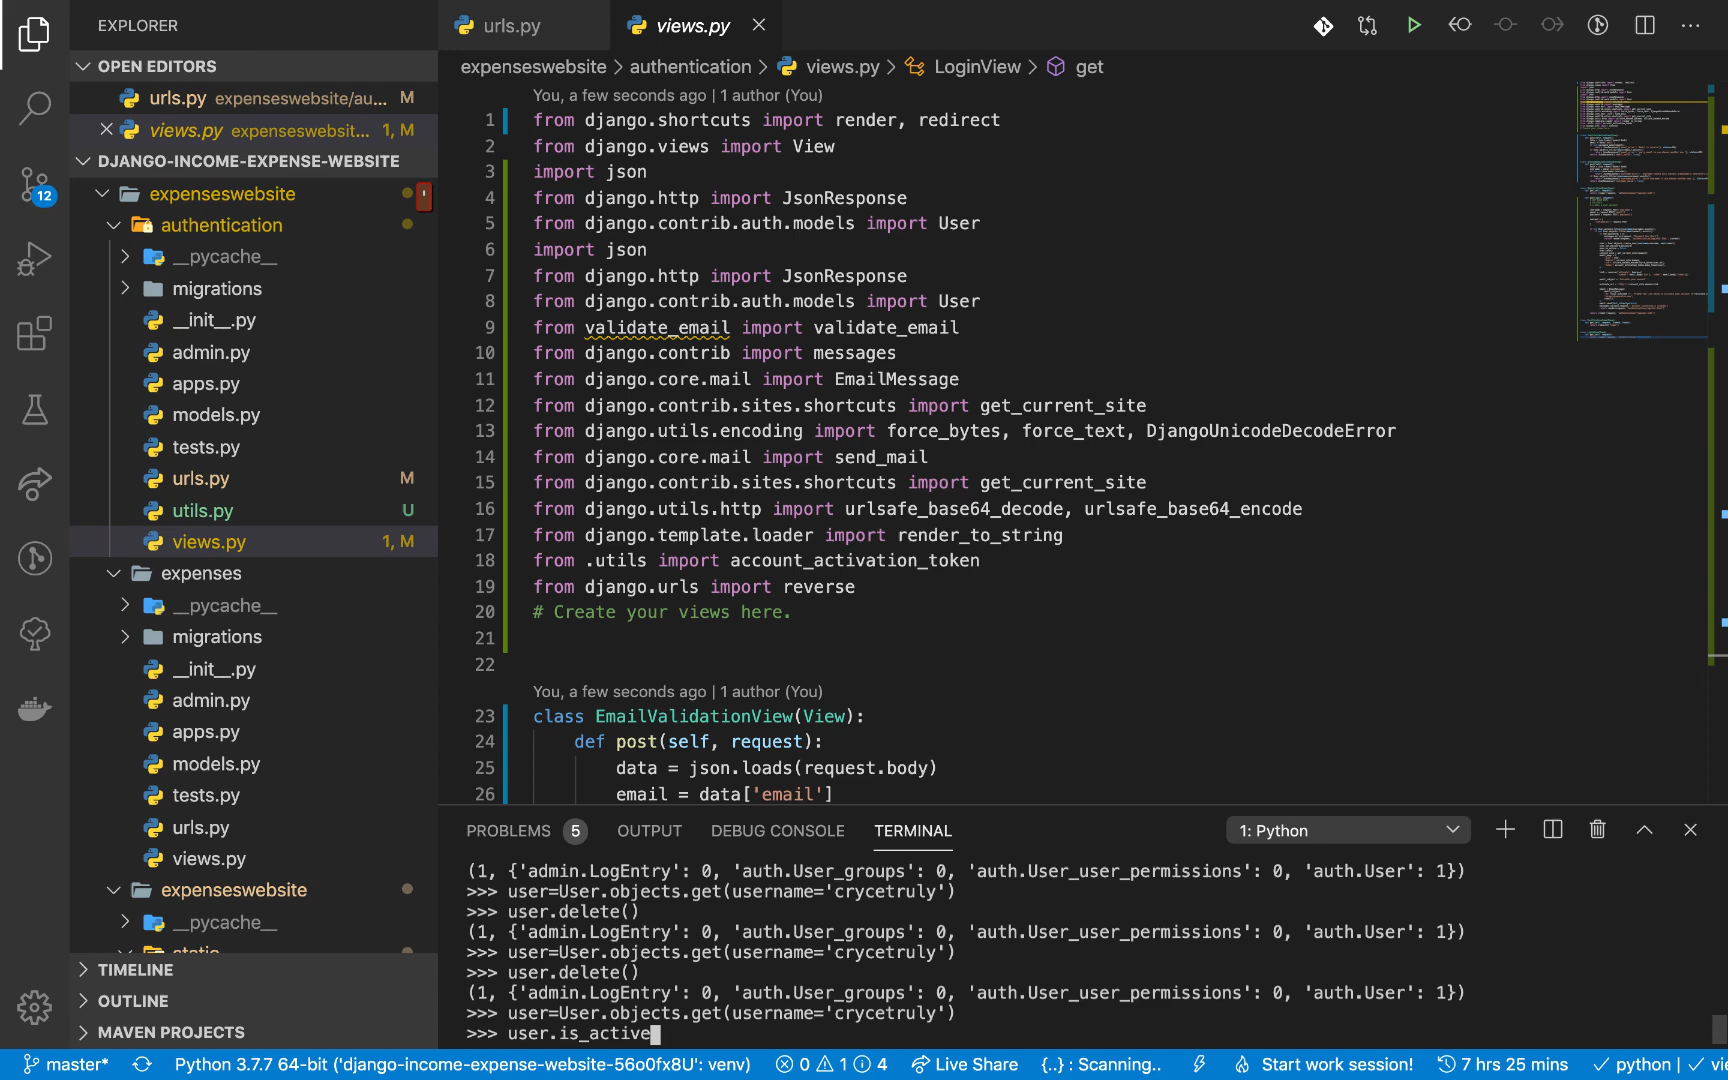 EXPLORER
OPEN EDITORS
urls.py expenseswebsite/au... M
views.py expenseswebsit... 1, M
DJANGO-INCOME-EXPENSE-WEBSITE
expenseswebsite
authentication
__pycache__
migrations
__init__.py
admin.py
apps.py
models.py
tests.py
urls.py M
utils.py U
views.py 1, M
expenses
__pycache__
migrations
__init__.py
admin.py
apps.py
models.py
tests.py
urls.py
views.py
expenseswebsite
__pycache__
TIMELINE
OUTLINE
MAVEN PROJECTS
12
urls.py
views.py
expenseswebsite > authentication > views.py > LoginView > get
You, a few seconds ago | 1 author (You)
1 from django.shortcuts import render, redirect
2 from django.views import View
3 import json
4 from django.http import JsonResponse
5 from django.contrib.auth.models import User
6 import json
7 from django.http import JsonResponse
8 from django.contrib.auth.models import User
9 from validate_email import validate_email
10 from django.contrib import messages
11 from django.core.mail import EmailMessage
12 from django.contrib.sites.shortcuts import get_current_site
13 from django.utils.encoding import force_bytes, force_text, DjangoUnicodeDecodeError
14 from django.core.mail import send_mail
15 from django.contrib.sites.shortcuts import get_current_site
16 from django.utils.http import urlsafe_base64_decode, urlsafe_base64_encode
17 from django.template.loader import render_to_string
18 from .utils import account_activation_token
19 from django.urls import reverse
20 # Create your views here.
21
22
You, a few seconds ago | 1 author (You)
23 class EmailValidationView(View):
24 def post(self, request):
25 data = json.loads(request.body)
26 email = data['email']
PROBLEMS 5 OUTPUT DEBUG CONSOLE TERMINAL 1: Python
(1, {'admin.LogEntry': 0, 'auth.User_groups': 0, 'auth.User_user_permissions': 0, 'auth.User': 1})
>>> user=User.objects.get(username='crycetruly')
>>> user.delete()
(1, {'admin.LogEntry': 0, 'auth.User_groups': 0, 'auth.User_user_permissions': 0, 'auth.User': 1})
>>> user=User.objects.get(username='crycetruly')
>>> user.delete()
(1, {'admin.LogEntry': 0, 'auth.User_groups': 0, 'auth.User_user_permissions': 0, 'auth.User': 1})
>>> user=User.objects.get(username='crycetruly')
>>> user.is_active
master* Python 3.7.7 64-bit ('django-income-expense-website-56o0fx8U': venv) 0 1 4 Live Share {..} : Scanning.. Start work session! 7 hrs 25 mins python | vi